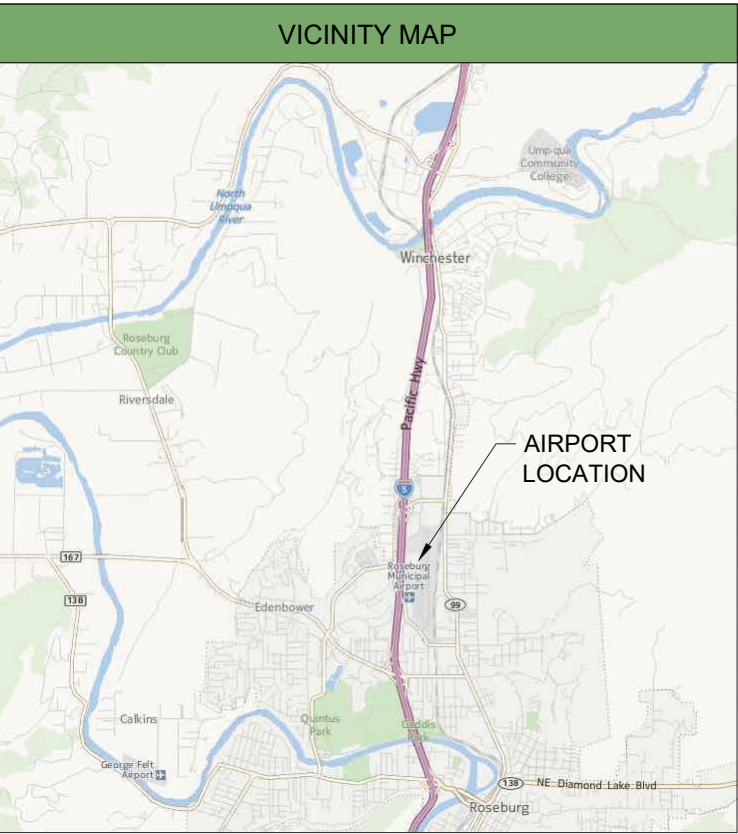 VICINITY MAP
Ump-qua
Community
College
North
Umpqua
River
Winchester
Roseburg
Country Club
Pacific Hwy
Riversdale
AIRPORT
LOCATION
5
167
Roseburg
Municipal
Airport
138
Edenbower
99
Calkins
Quintus
Park
Gaddis
Park
George Felt
Airport
138
NE Diamond Lake Blvd
Roseburg